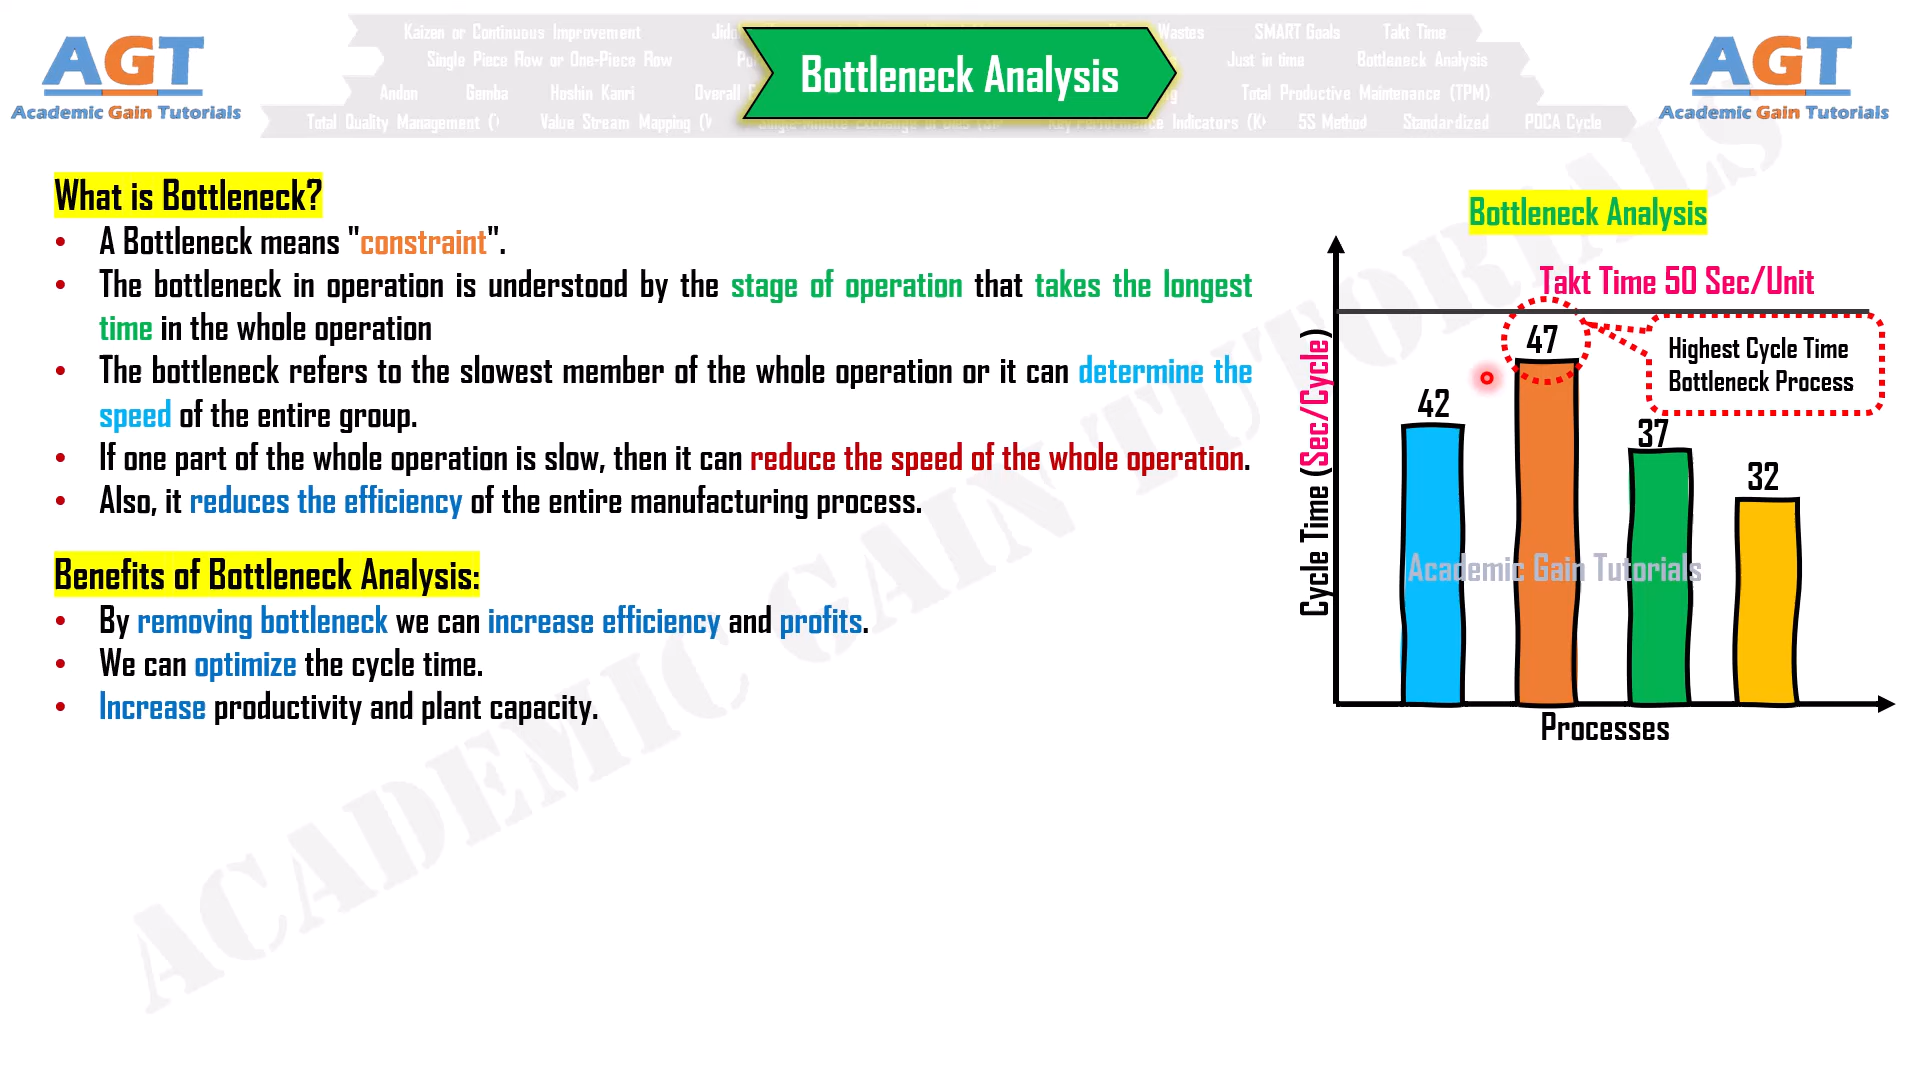 Kaizen or Continuous Improvement
Wastes
SMART Goals
Takt Time
Single Piece Flow or One-Piece Flow
Just in time
Bottleneck Analysis
Andon
Gemba
Hoshin Kanri
Overall
Total Productive Maintenance (TPM)
Total Quality Management (
Value Stream Mapping (
Indicators (K
5S Method
Standardized
PDCA Cycle
AGT
Academic Gain Tutorials
Bottleneck Analysis
AGT
Academic Gain Tutorials
What is Bottleneck?
• A Bottleneck means "constraint".
• The bottleneck in operation is understood by the stage of operation that takes the longest
time in the whole operation
• The bottleneck refers to the slowest member of the whole operation or it can determine the
speed of the entire group.
• If one part of the whole operation is slow, then it can reduce the speed of the whole operation.
• Also, it reduces the efficiency of the entire manufacturing process.
Benefits of Bottleneck Analysis:
• By removing bottleneck we can increase efficiency and profits.
• We can optimize the cycle time.
• Increase productivity and plant capacity.
Bottleneck Analysis
Takt Time 50 Sec/Unit
Highest Cycle Time
Bottleneck Process
42
47
37
32
Cycle Time (Sec/Cycle)
Academic Gain Tutorials
Processes
ACADEMIC GAIN TUTORIALS